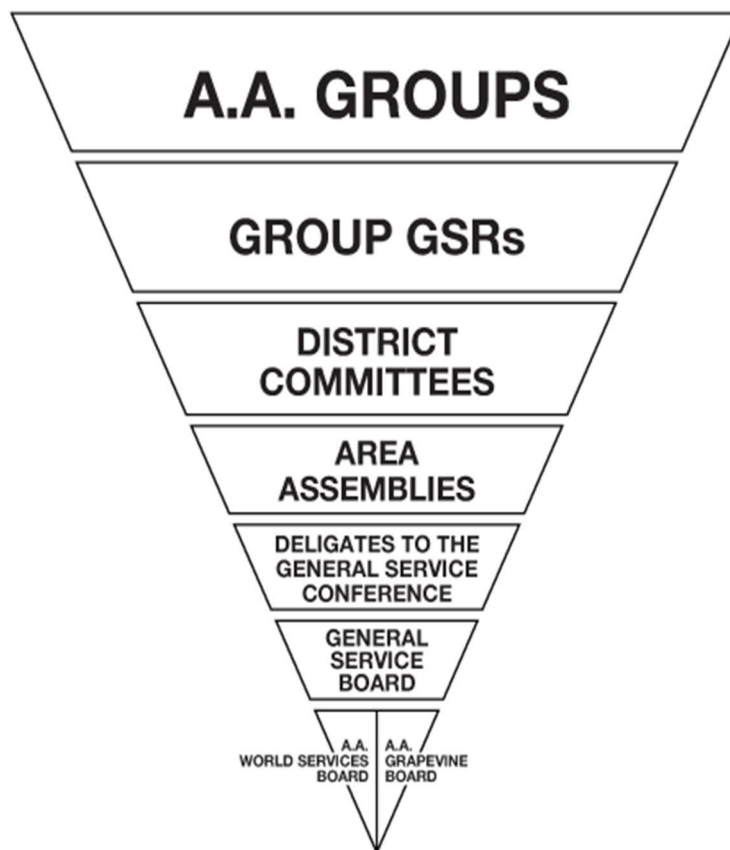 A.A. GROUPS
GROUP GSRs
DISTRICT
COMMITTEES
AREA
ASSEMBLIES
DELIGATES TO THE
GENERAL SERVICE
CONFERENCE
GENERAL
SERVICE
BOARD
A.A.
WORLD SERVICES
BOARD
A.A.
GRAPEVINE
BOARD